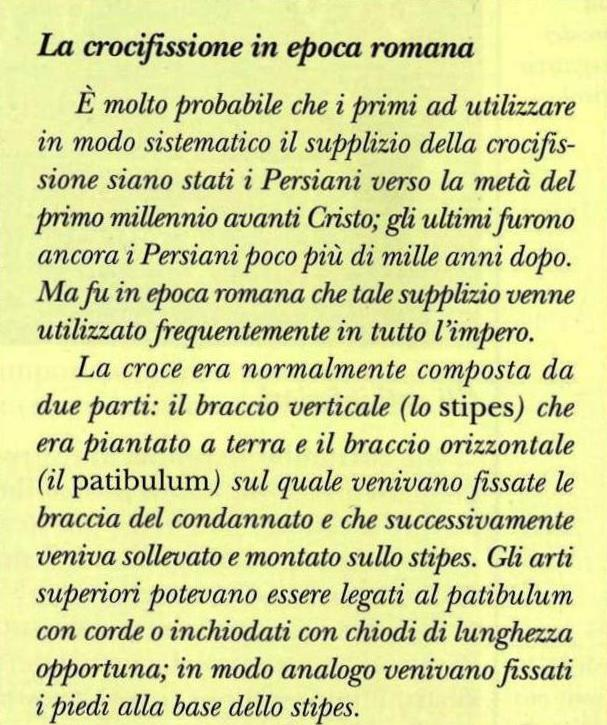 La crocifissione in epoca romana
È molto probabile che i primi ad utilizzare
in modo sistematico il supplizio della crocifis-
sione siano stati i Persiani verso la metà del
primo millennio avanti Cristo; gli ultimi furono
ancora i Persiani poco più di mille anni dopo.
Ma fu in epoca romana che tale supplizio venne
utilizzato frequentemente in tutto l'impero.
La croce era normalmente composta da
due parti: il braccio verticale (lo stipes) che
era piantato a terra e il braccio orizzontale
(il patibulum) sul quale venivano fissate le
braccia del condannato e che successivamente
veniva sollevato e montato sullo stipes. Gli arti
superiori potevano essere legati al patibulum
con corde o inchiodati con chiodi di lunghezza
opportuna; in modo analogo venivano fissati
i piedi alla base dello stipes.